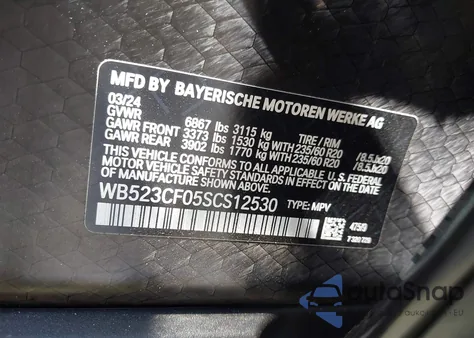 MFD BY BAYERISCHE MOTOREN WERKE AG
03/24
GVWR 6867 lbs 3115 kg TIRE / RIM
GAWR FRONT 3373 lbs 1530 kg WITH 235/60 R20 /8.5Jx20
GAWR REAR 3902 lbs 1770 kg WITH 235/60 R20 /8.5Jx20
THIS VEHICLE CONFORMS TO ALL APPLICABLE U.S. FEDERAL
MOTOR VEHICLE SAFETY AND THEFT PREVENTION STANDARDS IN
EFFECT ON THE DATE OF MANUFACTURE SHOWN ABOVE.
WB523CF05SCS12530 TYPE: MPV
autoSnap